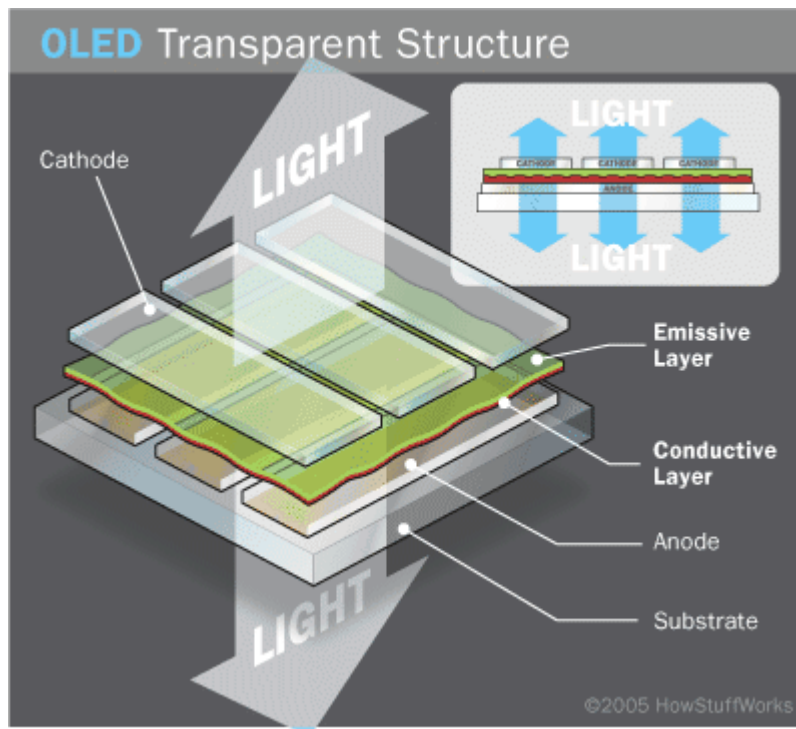 OLED Transparent Structure
LIGHT
Cathode
LIGHT
CATHODE CATHODE CATHODE
ANODE
LIGHT
Emissive
Layer
Conductive
Layer
Anode
Substrate
LIGHT
©2005 HowStuffWorks